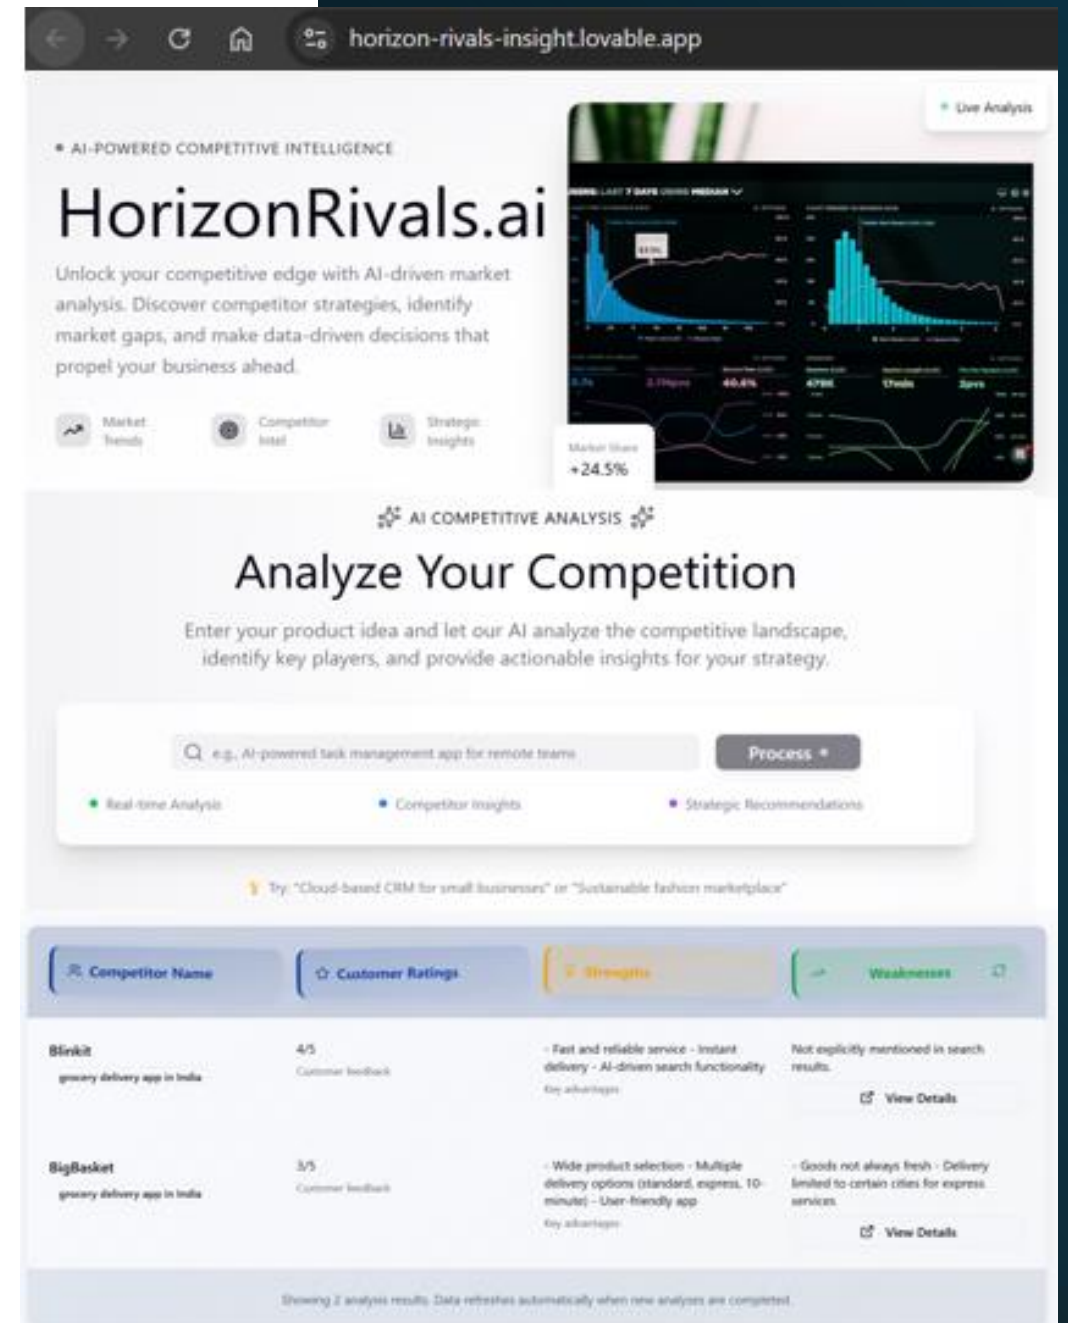 horizon-rivals-insight.lovable.app
Live Analysis
AI-POWERED COMPETITIVE INTELLIGENCE
HorizonRivals.ai
Unlock your competitive edge with AI-driven market
analysis. Discover competitor strategies, identify
market gaps, and make data-driven decisions that
propel your business ahead.
Market
Trends
Competitor
Intel
Strategic
Insights
LAST 7 DAYS USING MEDIAN
40.6%
479K
17min
2pvs
Market Share
+24.5%
AI COMPETITIVE ANALYSIS
Analyze Your Competition
Enter your product idea and let our AI analyze the competitive landscape,
identify key players, and provide actionable insights for your strategy.
e.g., AI-powered task management app for remote teams
Process
Real-time Analysis
Competitor Insights
Strategic Recommendations
Try: "Cloud-based CRM for small businesses" or "Sustainable fashion marketplace"
Competitor Name
Customer Ratings
Strengths
Weaknesses
Blinkit
grocery delivery app in India
4/5
Customer feedback
- Fast and reliable service - Instant
delivery - AI-driven search functionality
Key advantages
Not explicitly mentioned in search
results.
View Details
BigBasket
grocery delivery app in India
3/5
Customer feedback
- Wide product selection - Multiple
delivery options (standard, express, 10-
minute) - User-friendly app
Key advantages
- Goods not always fresh - Delivery
limited to certain cities for express
services.
View Details
Showing 2 analysis results. Data refreshes automatically when new analyses are completed.